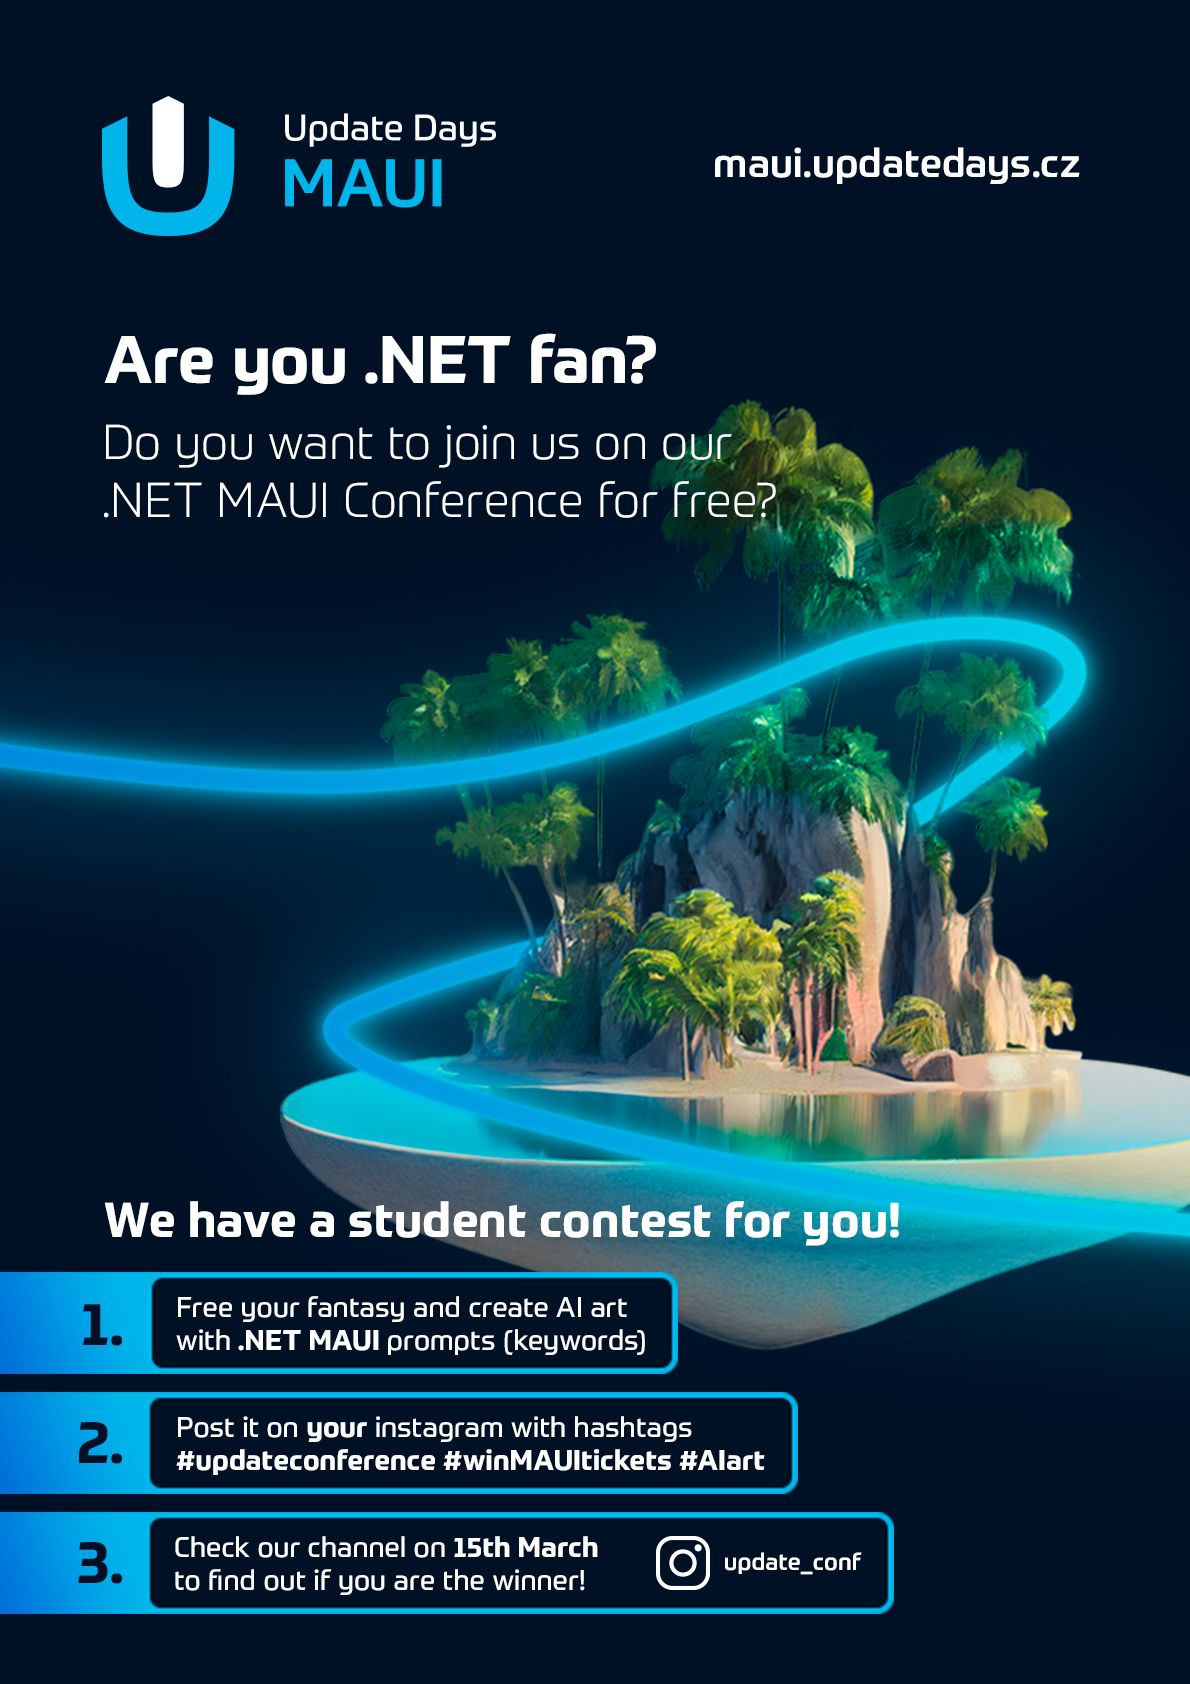 Update Days
MAUI
maui.updatedays.cz
Are you .NET fan?
Do you want to join us on our
.NET MAUI Conference for free?
We have a student contest for you!
1.
Free your fantasy and create AI art
with .NET MAUI prompts (keywords)
2.
Post it on your instagram with hashtags
#updateconference #winMAUItickets #AIart
3.
Check our channel on 15th March
to find out if you are the winner!
update_conf